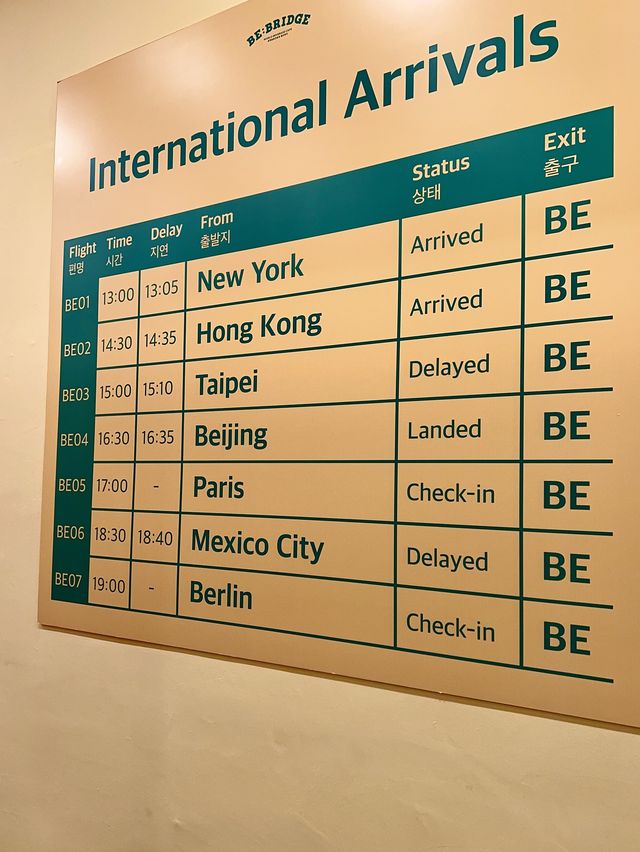 BE:BRIDGE
International Arrivals
Flight Time Delay From Status Exit
편명 시간 지연 출발지 상태 출구
BE01 13:00 13:05 New York Arrived BE
BE02 14:30 14:35 Hong Kong Arrived BE
BE03 15:00 15:10 Taipei Delayed BE
BE04 16:30 16:35 Beijing Landed BE
BE05 17:00 - Paris Check-in BE
BE06 18:30 18:40 Mexico City Delayed BE
BE07 19:00 - Berlin Check-in BE